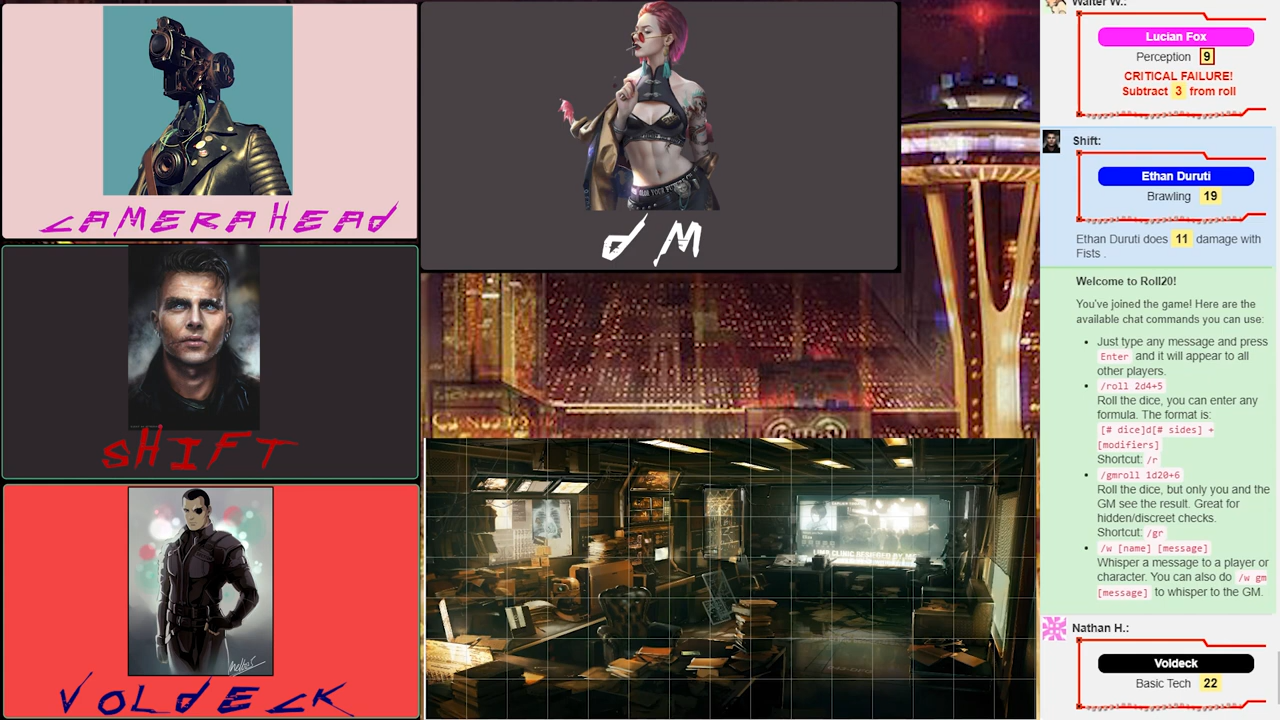 CAMERAHEAD
SHIFT
VOLDECK
DM
Walter W.:
Lucian Fox
Perception 9
CRITICAL FAILURE!
Subtract 3 from roll
Shift:
Ethan Duruti
Brawling 19
Ethan Duruti does 11 damage with
Fists .
Welcome to Roll20!
You've joined the game! Here are the
available chat commands you can use:
Just type any message and press
Enter and it will appear to all
other players.
/roll 2d4+5
Roll the dice, you can enter any
formula. The format is:
[# dice]d[# sides] +
[modifiers]
Shortcut: /r
/gmroll 1d20+6
Roll the dice, but only you and the
GM see the result. Great for
hidden/discreet checks.
Shortcut: /gr
/w [name] [message]
Whisper a message to a player or
character. You can also do /w gm
[message] to whisper to the GM.
Nathan H.:
Voldeck
Basic Tech 22